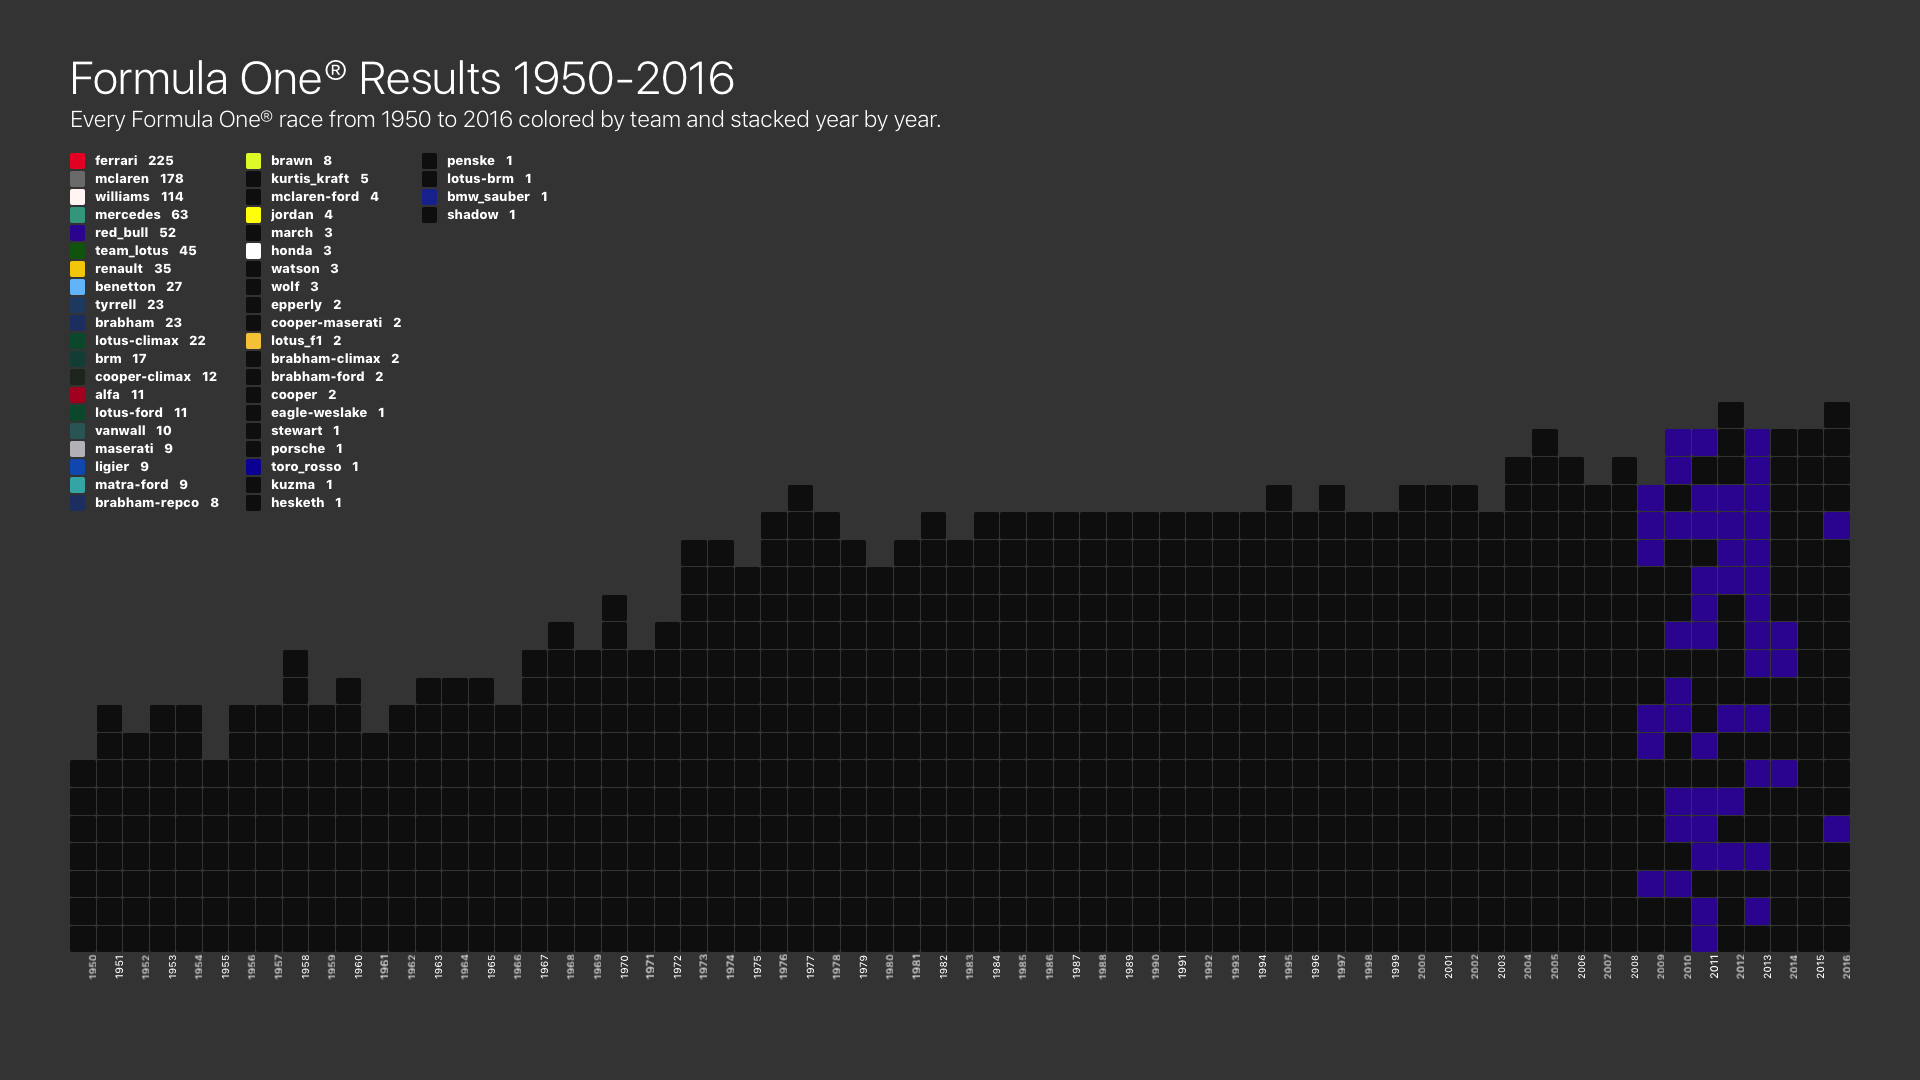 Formula One® Results 1950-2016
Every Formula One® race from 1950 to 2016 colored by team and stacked year by year.
ferrari 225
mclaren 178
williams 114
mercedes 63
red_bull 52
team_lotus 45
renault 35
benetton 27
tyrrell 23
brabham 23
lotus-climax 22
brm 17
cooper-climax 12
alfa 11
lotus-ford 11
vanwall 10
maserati 9
ligier 9
matra-ford 9
brabham-repco 8
brawn 8
kurtis_kraft 5
mclaren-ford 4
jordan 4
march 3
honda 3
watson 3
wolf 3
epperly 2
cooper-maserati 2
lotus_f1 2
brabham-climax 2
brabham-ford 2
cooper 2
eagle-weslake 1
stewart 1
porsche 1
toro_rosso 1
kuzma 1
hesketh 1
penske 1
lotus-brm 1
bmw_sauber 1
shadow 1
1950
1951
1952
1953
1954
1955
1956
1957
1958
1959
1960
1961
1962
1963
1964
1965
1966
1967
1968
1969
1970
1971
1972
1973
1974
1975
1976
1977
1978
1979
1980
1981
1982
1983
1984
1985
1986
1987
1988
1989
1990
1991
1992
1993
1994
1995
1996
1997
1998
1999
2000
2001
2002
2003
2004
2005
2006
2007
2008
2009
2010
2011
2012
2013
2014
2015
2016